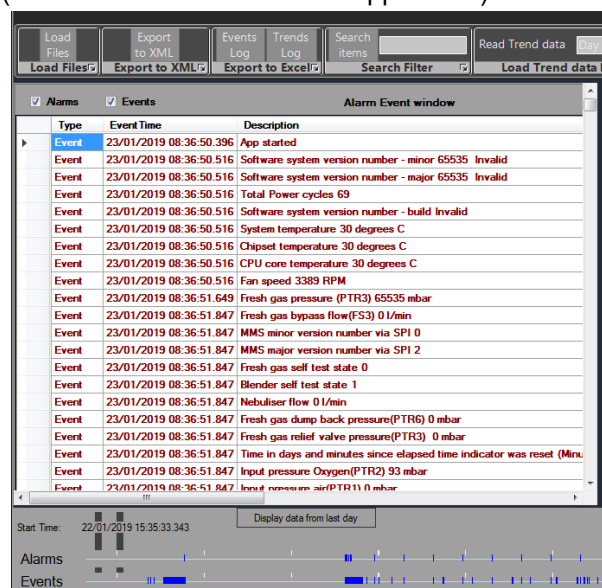 Load Files
Export to XML
Events Log
Trends Log
Search items
Read Trend data
Day
Load Files
Export to XML
Export to Excel
Search Filter
Load Trend data
Alarms
Events
Alarm Event window
Type Event Time Description
Event 23/01/2019 08:36:50.396 App started
Event 23/01/2019 08:36:50.516 Software system version number - minor 65535 Invalid
Event 23/01/2019 08:36:50.516 Software system version number - major 65535 Invalid
Event 23/01/2019 08:36:50.516 Total Power cycles 69
Event 23/01/2019 08:36:50.516 Software system version number - build Invalid
Event 23/01/2019 08:36:50.516 System temperature 30 degrees C
Event 23/01/2019 08:36:50.516 Chipset temperature 30 degrees C
Event 23/01/2019 08:36:50.516 CPU core temperature 30 degrees C
Event 23/01/2019 08:36:50.516 Fan speed 3389 RPM
Event 23/01/2019 08:36:51.649 Fresh gas pressure (PTR3) 65535 mbar
Event 23/01/2019 08:36:51.847 Fresh gas bypass flow(FS3) 0 l/min
Event 23/01/2019 08:36:51.847 MMS minor version number via SPI 0
Event 23/01/2019 08:36:51.847 MMS major version number via SPI 2
Event 23/01/2019 08:36:51.847 Fresh gas self test state 0
Event 23/01/2019 08:36:51.847 Blender self test state 1
Event 23/01/2019 08:36:51.847 Nebuliser flow 0 l/min
Event 23/01/2019 08:36:51.847 Fresh gas dump back pressure(PTR6) 0 mbar
Event 23/01/2019 08:36:51.847 Fresh gas relief valve pressure(PTR3) 0 mbar
Event 23/01/2019 08:36:51.847 Time in days and minutes since elapsed time indicator was reset (Minu
Event 23/01/2019 08:36:51.847 Input pressure Oxygen(PTR2) 93 mbar
Event 23/01/2019 08:36:51.847 Input pressure air(PTR1) 0 mbar
Display data from last day
Start Time: 22/01/2019 15:35:33.343
Alarms
Events